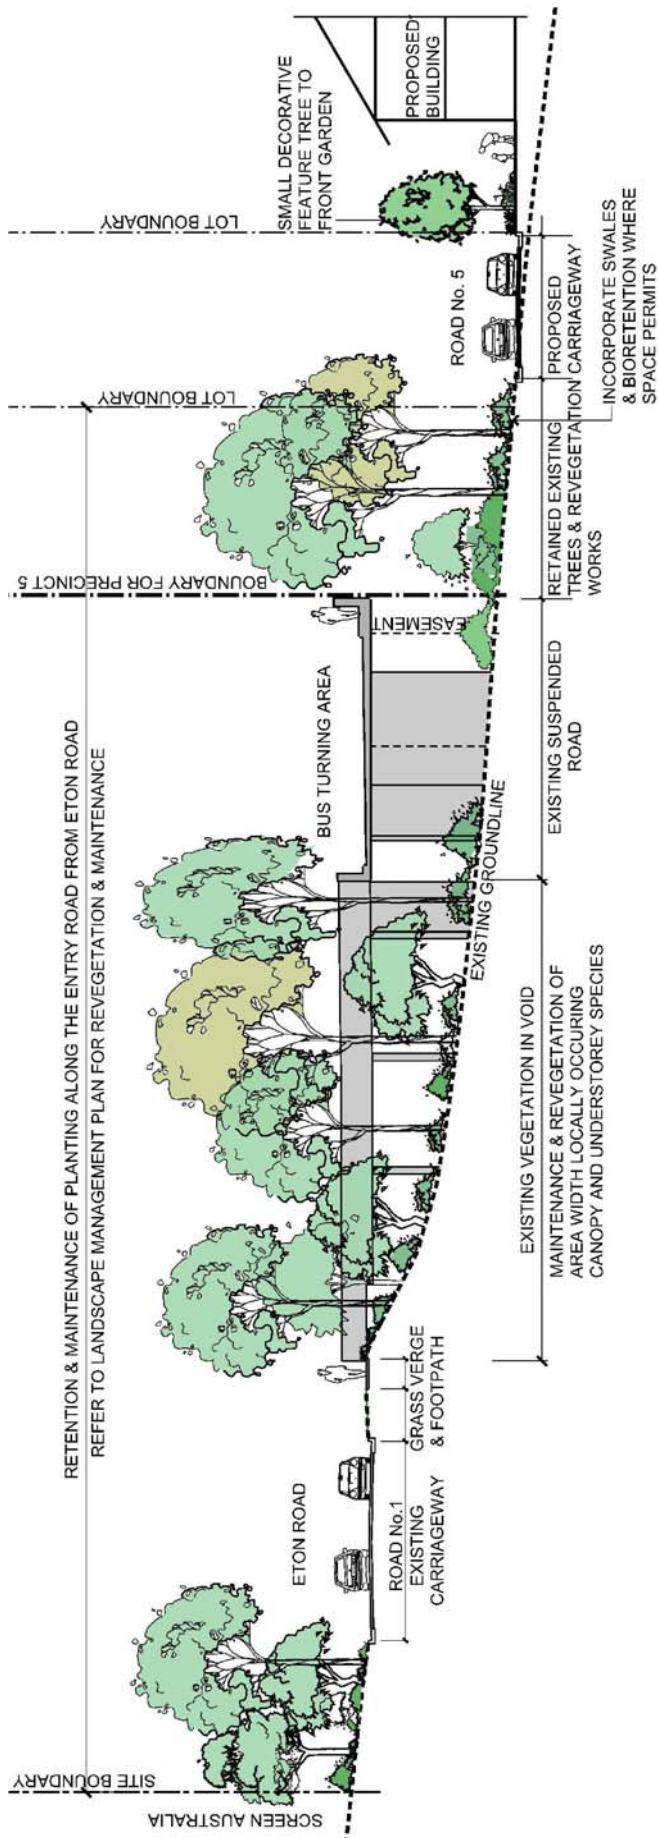 RETENTION & MAINTENANCE OF PLANTING ALONG THE ENTRY ROAD FROM ETON ROAD
REFER TO LANDSCAPE MANAGEMENT PLAN FOR REVEGETATION & MAINTENANCE
SCREEN AUSTRALIA
SITE BOUNDARY
ETON ROAD
ROAD No.1
EXISTING
CARRIAGEWAY
GRASS VERGE
& FOOTPATH
EXISTING VEGETATION IN VOID
MAINTENANCE & REVEGETATION OF
AREA WIDTH LOCALLY OCCURING
CANOPY AND UNDERSTOREY SPECIES
EXISTING GROUNDLINE
BUS TURNING AREA
EXISTING SUSPENDED
ROAD
EASEMENT
BOUNDARY FOR PRECINCT 5
RETAINED EXISTING
TREES & REVEGETATION
WORKS
LOT BOUNDARY
ROAD No. 5
PROPOSED
CARRIAGEWAY
INCORPORATE SWALES
& BIORETENTION WHERE
SPACE PERMITS
LOT BOUNDARY
SMALL DECORATIVE
FEATURE TREE TO
FRONT GARDEN
PROPOSED
BUILDING